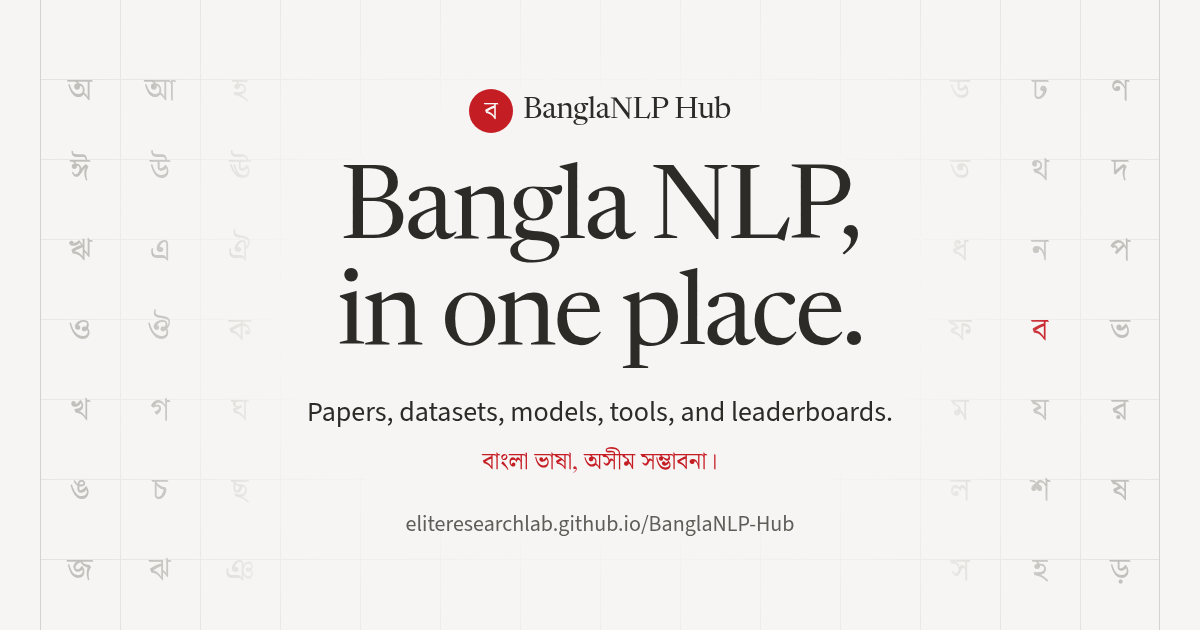 ব BanglaNLP Hub
Bangla NLP,
in one place.
Papers, datasets, models, tools, and leaderboards.
বাংলা ভাষা, অসীম সম্ভাবনা।
eliteresearchlab.github.io/BanglaNLP-Hub
অ আ ই ড ঢ ণ
ঈ উ ঊ ত থ দ
ঋ এ ঐ ধ ন প
ও ঔ ক ফ ব ভ
খ গ ঘ ম য র
ঙ চ ছ ল শ ষ
জ ঝ ঞ স হ ড়